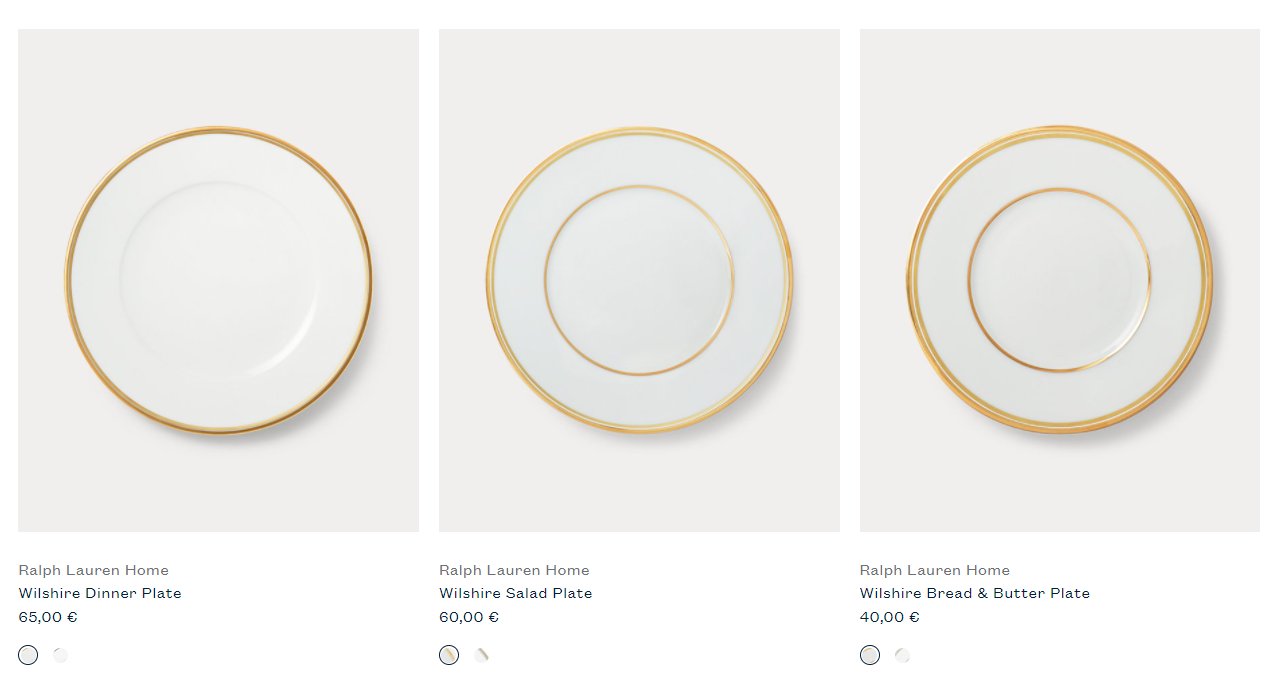 Ralph Lauren Home
Wilshire Dinner Plate
65,00 €
Ralph Lauren Home
Wilshire Salad Plate
60,00 €
Ralph Lauren Home
Wilshire Bread & Butter Plate
40,00 €